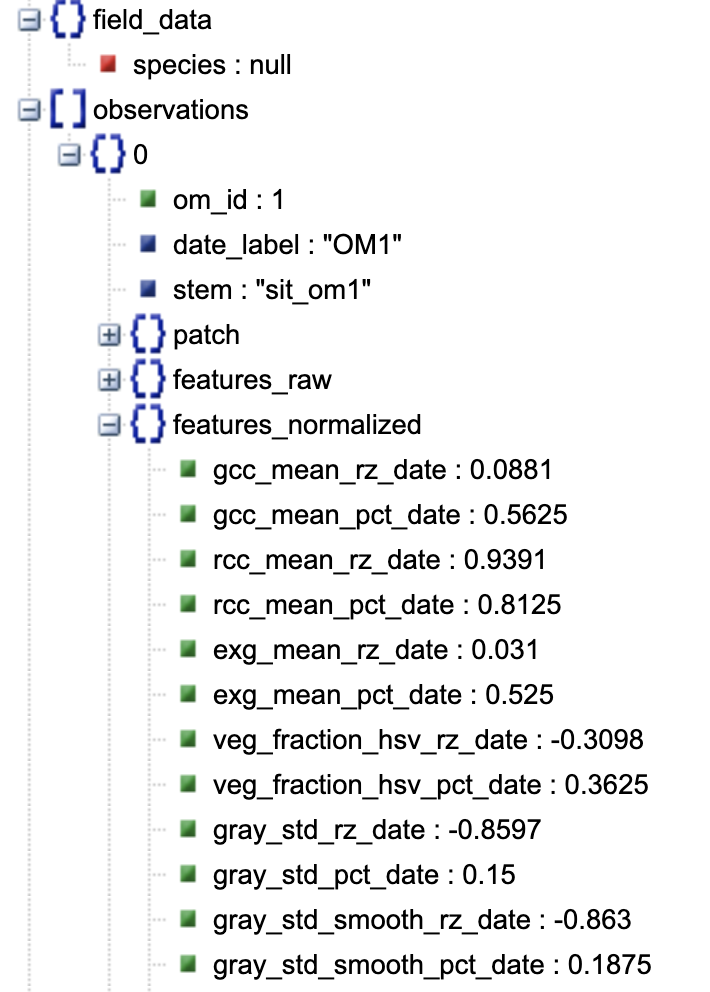 field_data
species : null
observations
0
om_id : 1
date_label : "OM1"
stem : "sit_om1"
patch
features_raw
features_normalized
gcc_mean_rz_date : 0.0881
gcc_mean_pct_date : 0.5625
rcc_mean_rz_date : 0.9391
rcc_mean_pct_date : 0.8125
exg_mean_rz_date : 0.031
exg_mean_pct_date : 0.525
veg_fraction_hsv_rz_date : -0.3098
veg_fraction_hsv_pct_date : 0.3625
gray_std_rz_date : -0.8597
gray_std_pct_date : 0.15
gray_std_smooth_rz_date : -0.863
gray_std_smooth_pct_date : 0.1875